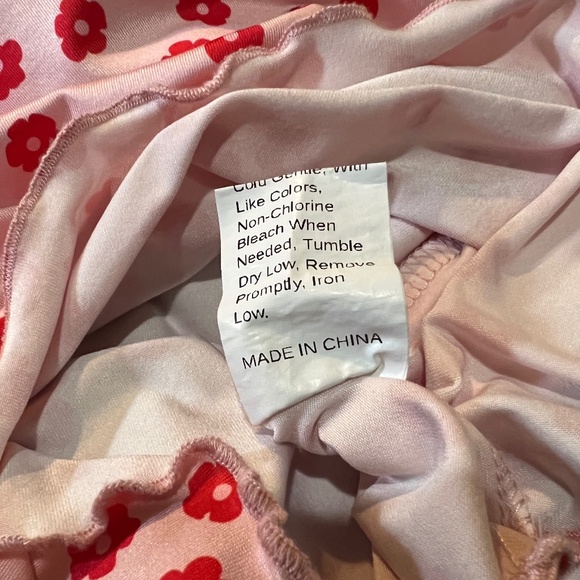 Cold Gentle, With
Like Colors,
Non-Chlorine
Bleach When
Needed, Tumble
Dry Low, Remove
Promptly, Iron
Low.
MADE IN CHINA